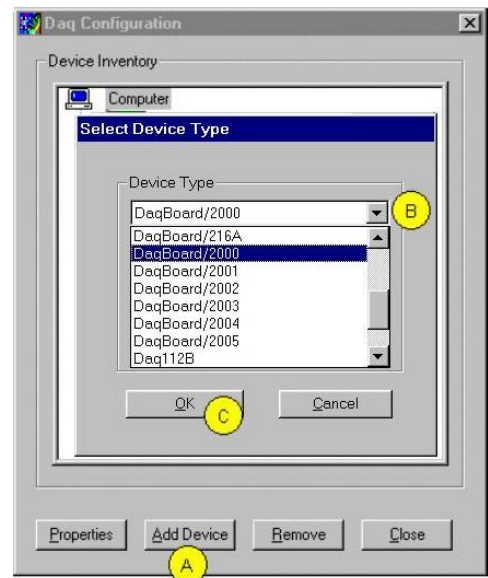 Daq Configuration
Device Inventory
Computer
Select Device Type
Device Type
DaqBoard/2000
B
DaqBoard/216A
DaqBoard/2000
DaqBoard/2001
DaqBoard/2002
DaqBoard/2003
DaqBoard/2004
DaqBoard/2005
Daq112B
OK Cancel
C
Properties Add Device Remove Close
A